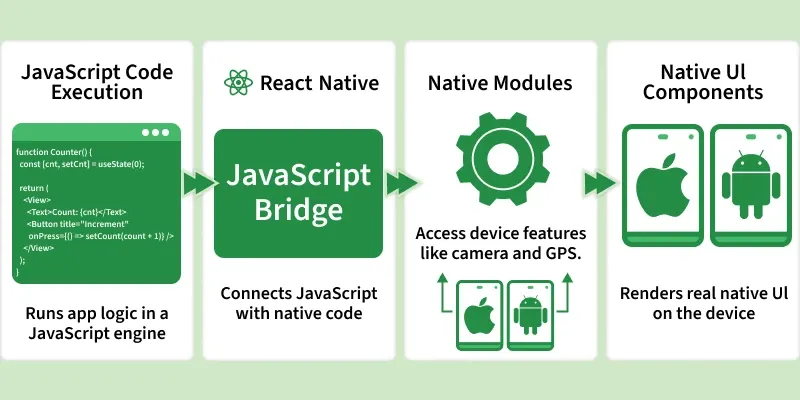 JavaScript Code
Execution
function Counter() {
const [cnt, setCnt] = useState(0);
return (
<View>
<Text>Count: {cnt}</Text>
<Button title="Increment"
onPress={() => setCount(count + 1)} />
</View>
);
}
Runs app logic in a
JavaScript engine
React Native
JavaScript
Bridge
Connects JavaScript
with native code
Native Modules
Access device features
like camera and GPS.
Native UI
Components
Renders real native UI
on the device